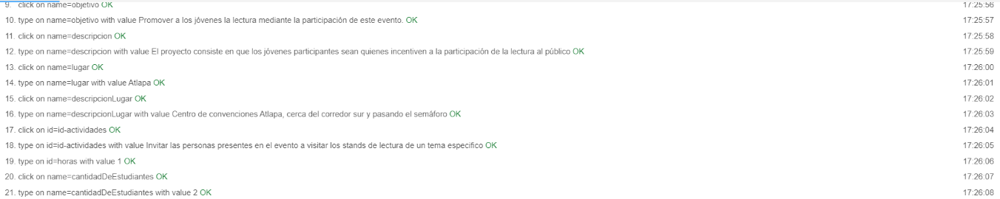 9. click on name=objetivo OK 17:25:56
10. type on name=objetivo with value Promover a los jóvenes la lectura mediante la participación de este evento. OK 17:25:57
11. click on name=descripcion OK 17:25:58
12. type on name=descripcion with value El proyecto consiste en que los jóvenes participantes sean quienes incentiven a la participación de la lectura al público OK 17:25:59
13. click on name=lugar OK 17:26:00
14. type on name=lugar with value Atlapa OK 17:26:01
15. click on name=descripcionLugar OK 17:26:02
16. type on name=descripcionLugar with value Centro de convenciones Atlapa, cerca del corredor sur y pasando el semáforo OK 17:26:03
17. click on id=id-actividades OK 17:26:04
18. type on id=id-actividades with value Invitar las personas presentes en el evento a visitar los stands de lectura de un tema especifico OK 17:26:05
19. type on id=horas with value 1 OK 17:26:06
20. click on name=cantidadDeEstudiantes OK 17:26:07
21. type on name=cantidadDeEstudiantes with value 2 OK 17:26:08